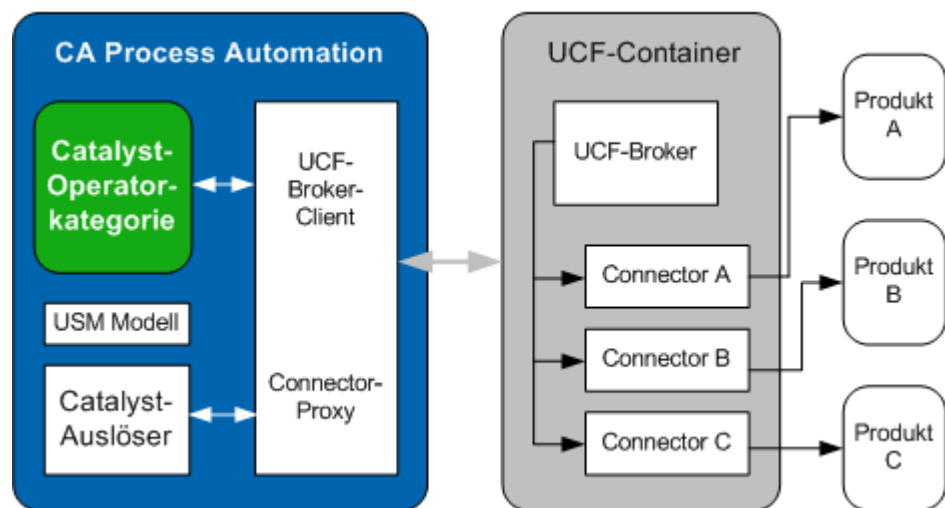 CA Process Automation
Catalyst-
Operator-
kategorie
UCF-
Broker-
Client
USM Modell
Catalyst-
Auslöser
Connector-
Proxy
UCF-Container
UCF-Broker
Connector A
Connector B
Connector C
Produkt
A
Produkt
B
Produkt
C